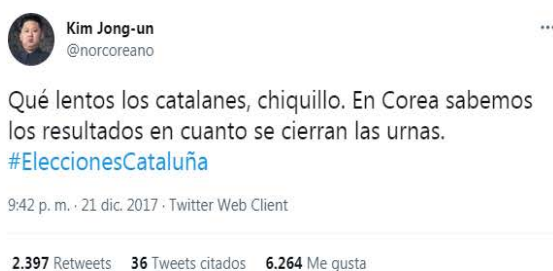 Kim Jong-un
@norcoreano
Qué lentos los catalanes, chiquillo. En Corea sabemos
los resultados en cuanto se cierran las urnas.
#EleccionesCataluña
9:42 p. m. · 21 dic. 2017 · Twitter Web Client
2.397 Retweets 36 Tweets citados 6.264 Me gusta